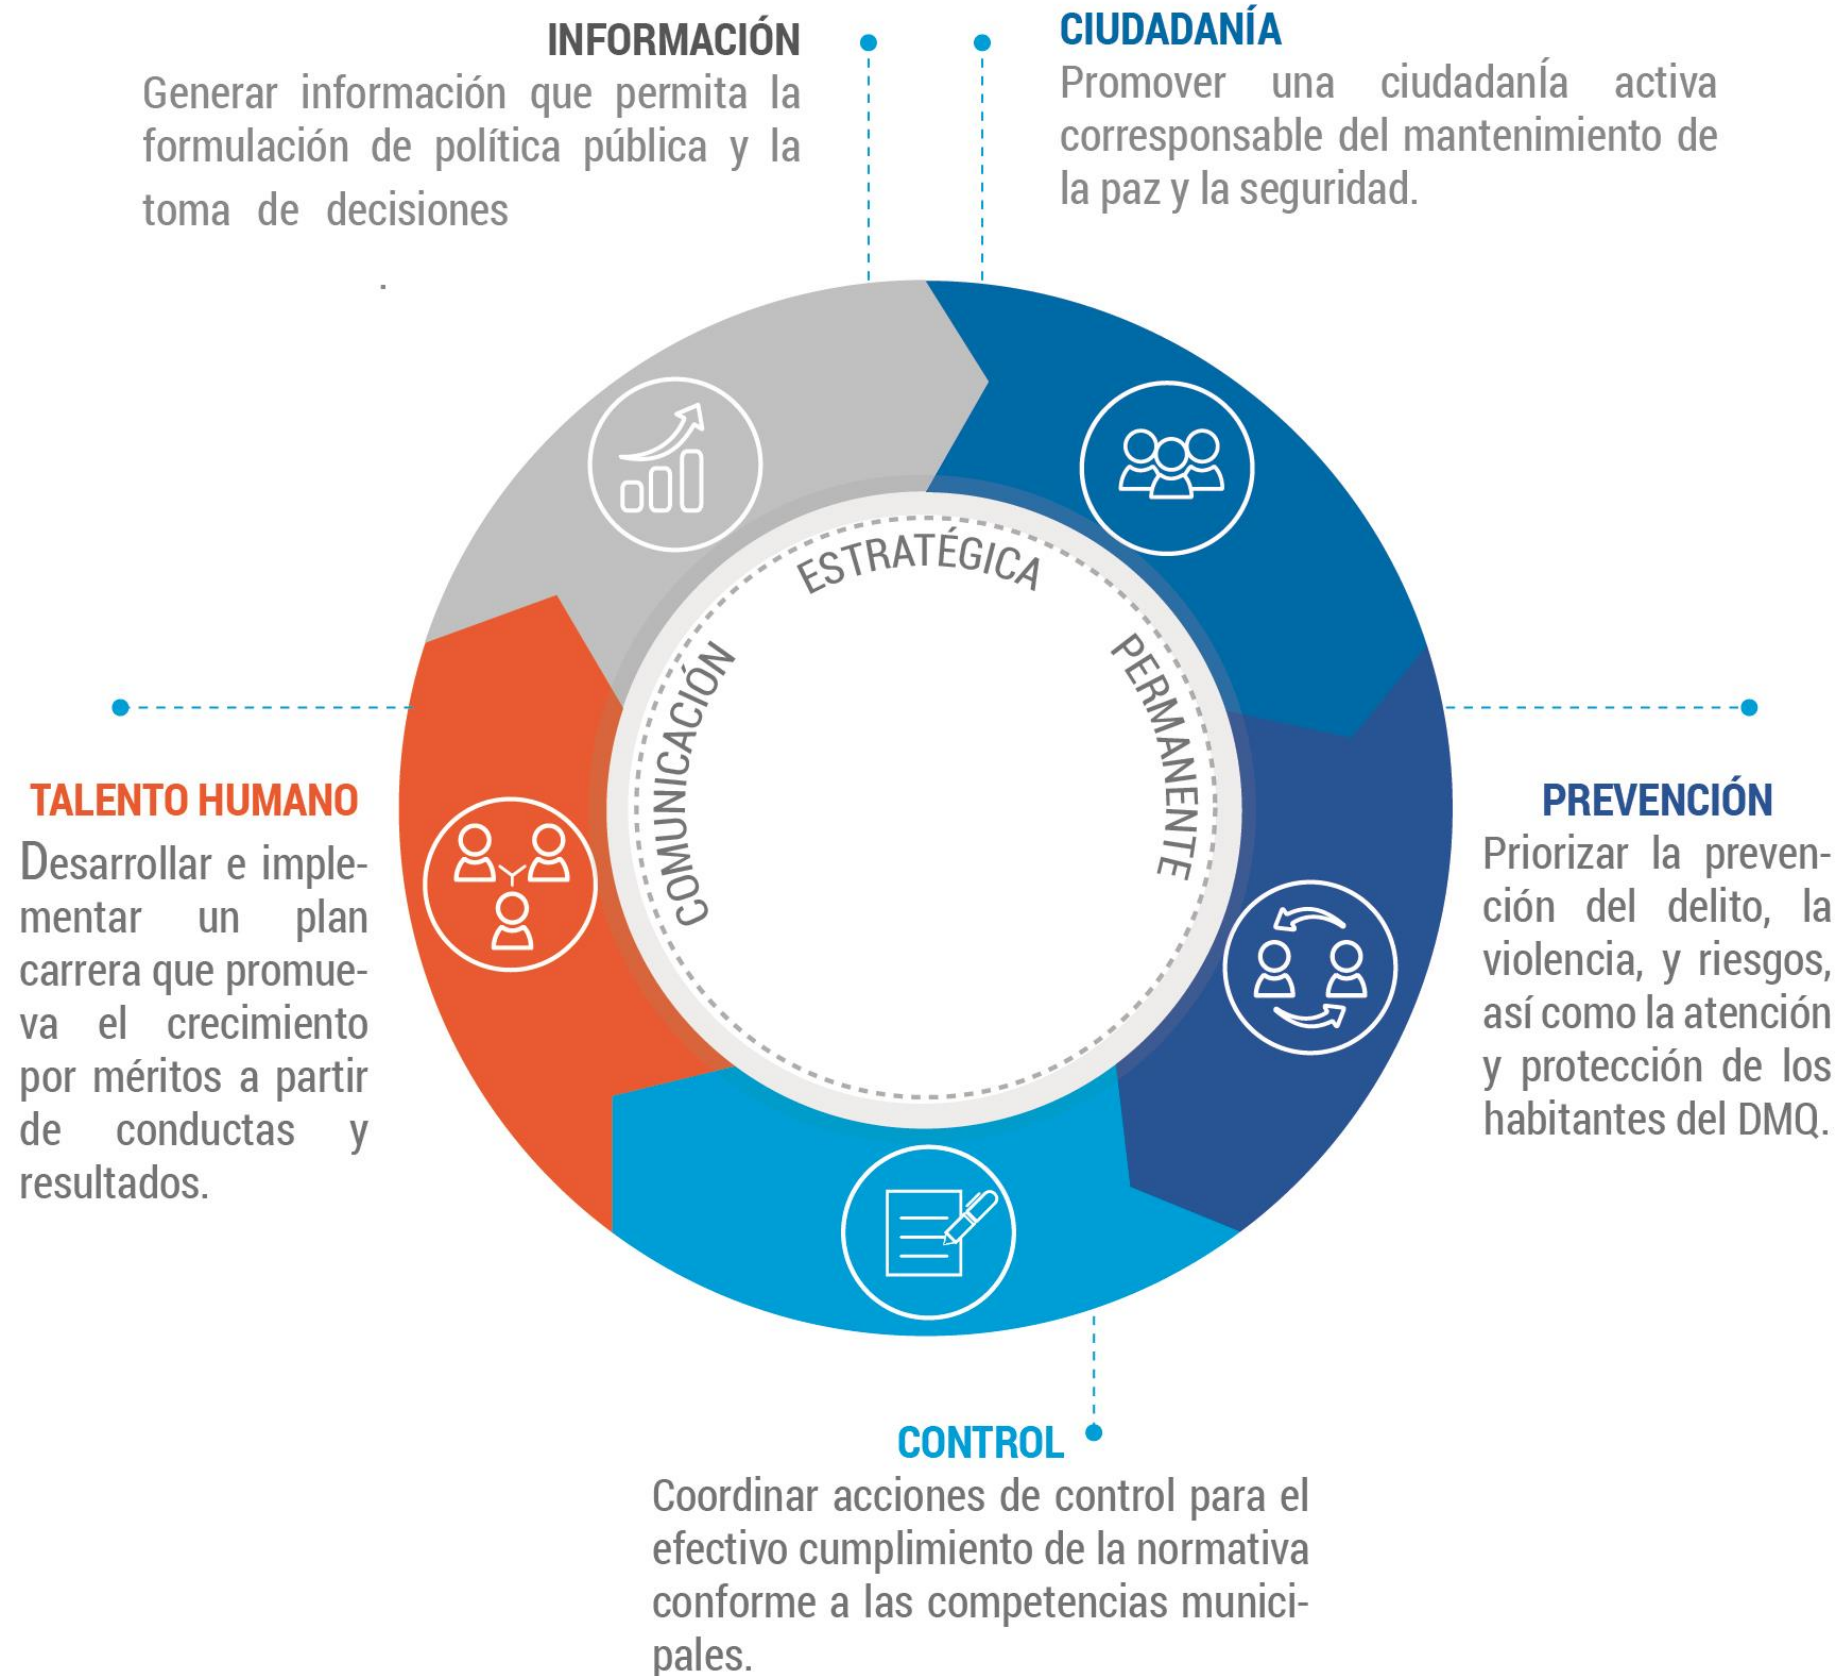 INFORMACIÓN
Generar información que permita la
formulación de política pública y la
toma de decisiones
.
CIUDADANÍA
Promover una ciudadanÍa activa
corresponsable del mantenimiento de
la paz y la seguridad.
COMUNICACIÓN
ESTRATÉGICA
PERMANENTE
TALENTO HUMANO
Desarrollar e imple-
mentar un plan
carrera que promue-
va el crecimiento
por méritos a partir
de conductas y
resultados.
PREVENCIÓN
Priorizar la preven-
ción del delito, la
violencia, y riesgos,
así como la atención
y protección de los
habitantes del DMQ.
CONTROL
Coordinar acciones de control para el
efectivo cumplimiento de la normativa
conforme a las competencias munici-
pales.